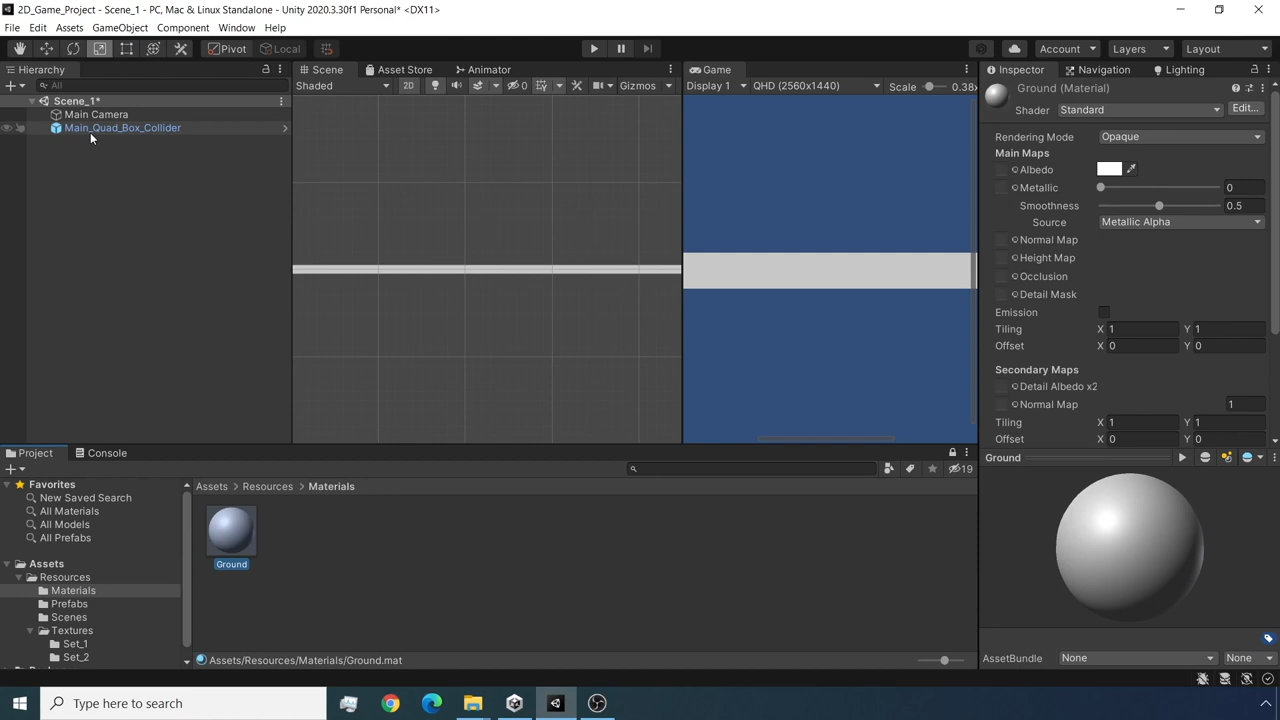 2D_Game_Project - Scene_1 - PC, Mac & Linux Standalone - Unity 2020.3.30f1 Personal* <DX11>
File Edit Assets GameObject Component Window Help
Pivot Local Account Layers Layout
Hierarchy Scene Asset Store Animator Game Inspector Navigation Lighting
All Shaded 2D 0 Gizmos Display 1 QHD (2560x1440) Scale 0.38x Ground (Material)
Scene_1*
Shader Standard Edit...
Main Camera
Main_Quad_Box_Collider
Rendering Mode Opaque
Main Maps
Albedo
Metallic 0
Smoothness 0.5
Source Metallic Alpha
Normal Map
Height Map
Occlusion
Detail Mask
Emission
Tiling X 1 Y 1
Offset X 0 Y 0
Secondary Maps
Detail Albedo x2
Normal Map 1
Tiling X 1 Y 1
Offset X 0 Y 0
Project Console
Ground
19
Favorites
New Saved Search
All Materials
All Models
All Prefabs
Assets
Resources
Materials
Prefabs
Scenes
Textures
Set_1
Set_2
Assets > Resources > Materials
Ground
Assets/Resources/Materials/Ground.mat
AssetBundle None None
Type here to search